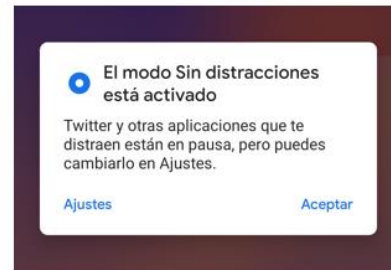 El modo Sin distracciones
está activado
Twitter y otras aplicaciones que te
distraen están en pausa, pero puedes
cambiarlo en Ajustes.
Ajustes
Aceptar